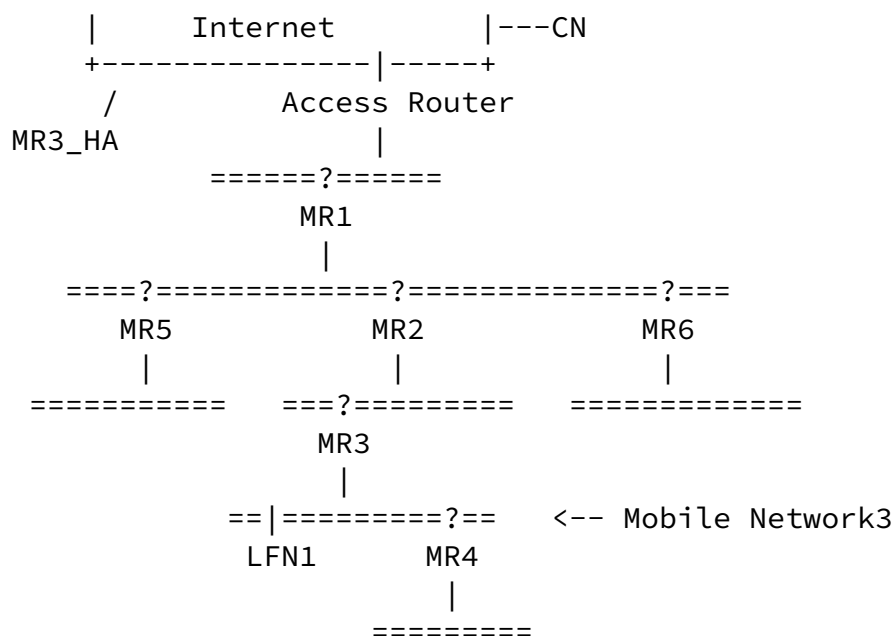 |      Internet               |---CN
+---------------|-----+
/         Access Router
MR3_HA              |
======?======
MR1
|
====?=============?==============?===
MR5           MR2            MR6
|             |              |
===========   ===?=========   =============
MR3
|
==|=========?==   <-- Mobile Network3
LFN1      MR4
|
=========